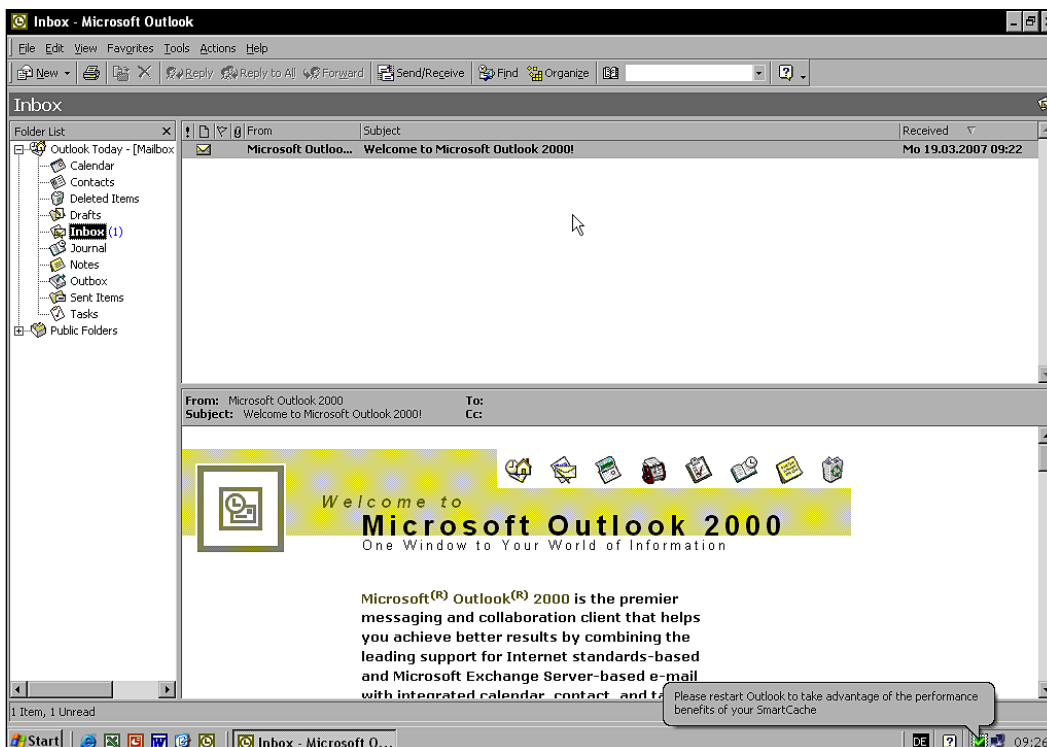 Inbox - Microsoft Outlook
File Edit View Favorites Tools Actions Help
New Reply Reply to All Forward Send/Receive Find Organize
Inbox
Folder List
Outlook Today - [Mailbox
Calendar
Contacts
Deleted Items
Drafts
Inbox (1)
Journal
Notes
Outbox
Sent Items
Tasks
Public Folders
From Subject Received
Microsoft Outloo... Welcome to Microsoft Outlook 2000! Mo 19.03.2007 09:22
From: Microsoft Outlook 2000 To:
Subject: Welcome to Microsoft Outlook 2000! Cc:
Welcome to
Microsoft Outlook 2000
One Window to Your World of Information
Microsoft(R) Outlook(R) 2000 is the premier
messaging and collaboration client that helps
you achieve better results by combining the
leading support for Internet standards-based
and Microsoft Exchange Server-based e-mail
with integrated calendar, contact, and
Please restart Outlook to take advantage of the performance
benefits of your SmartCache
1 Item, 1 Unread
Start Inbox - Microsoft O... DE 09:26